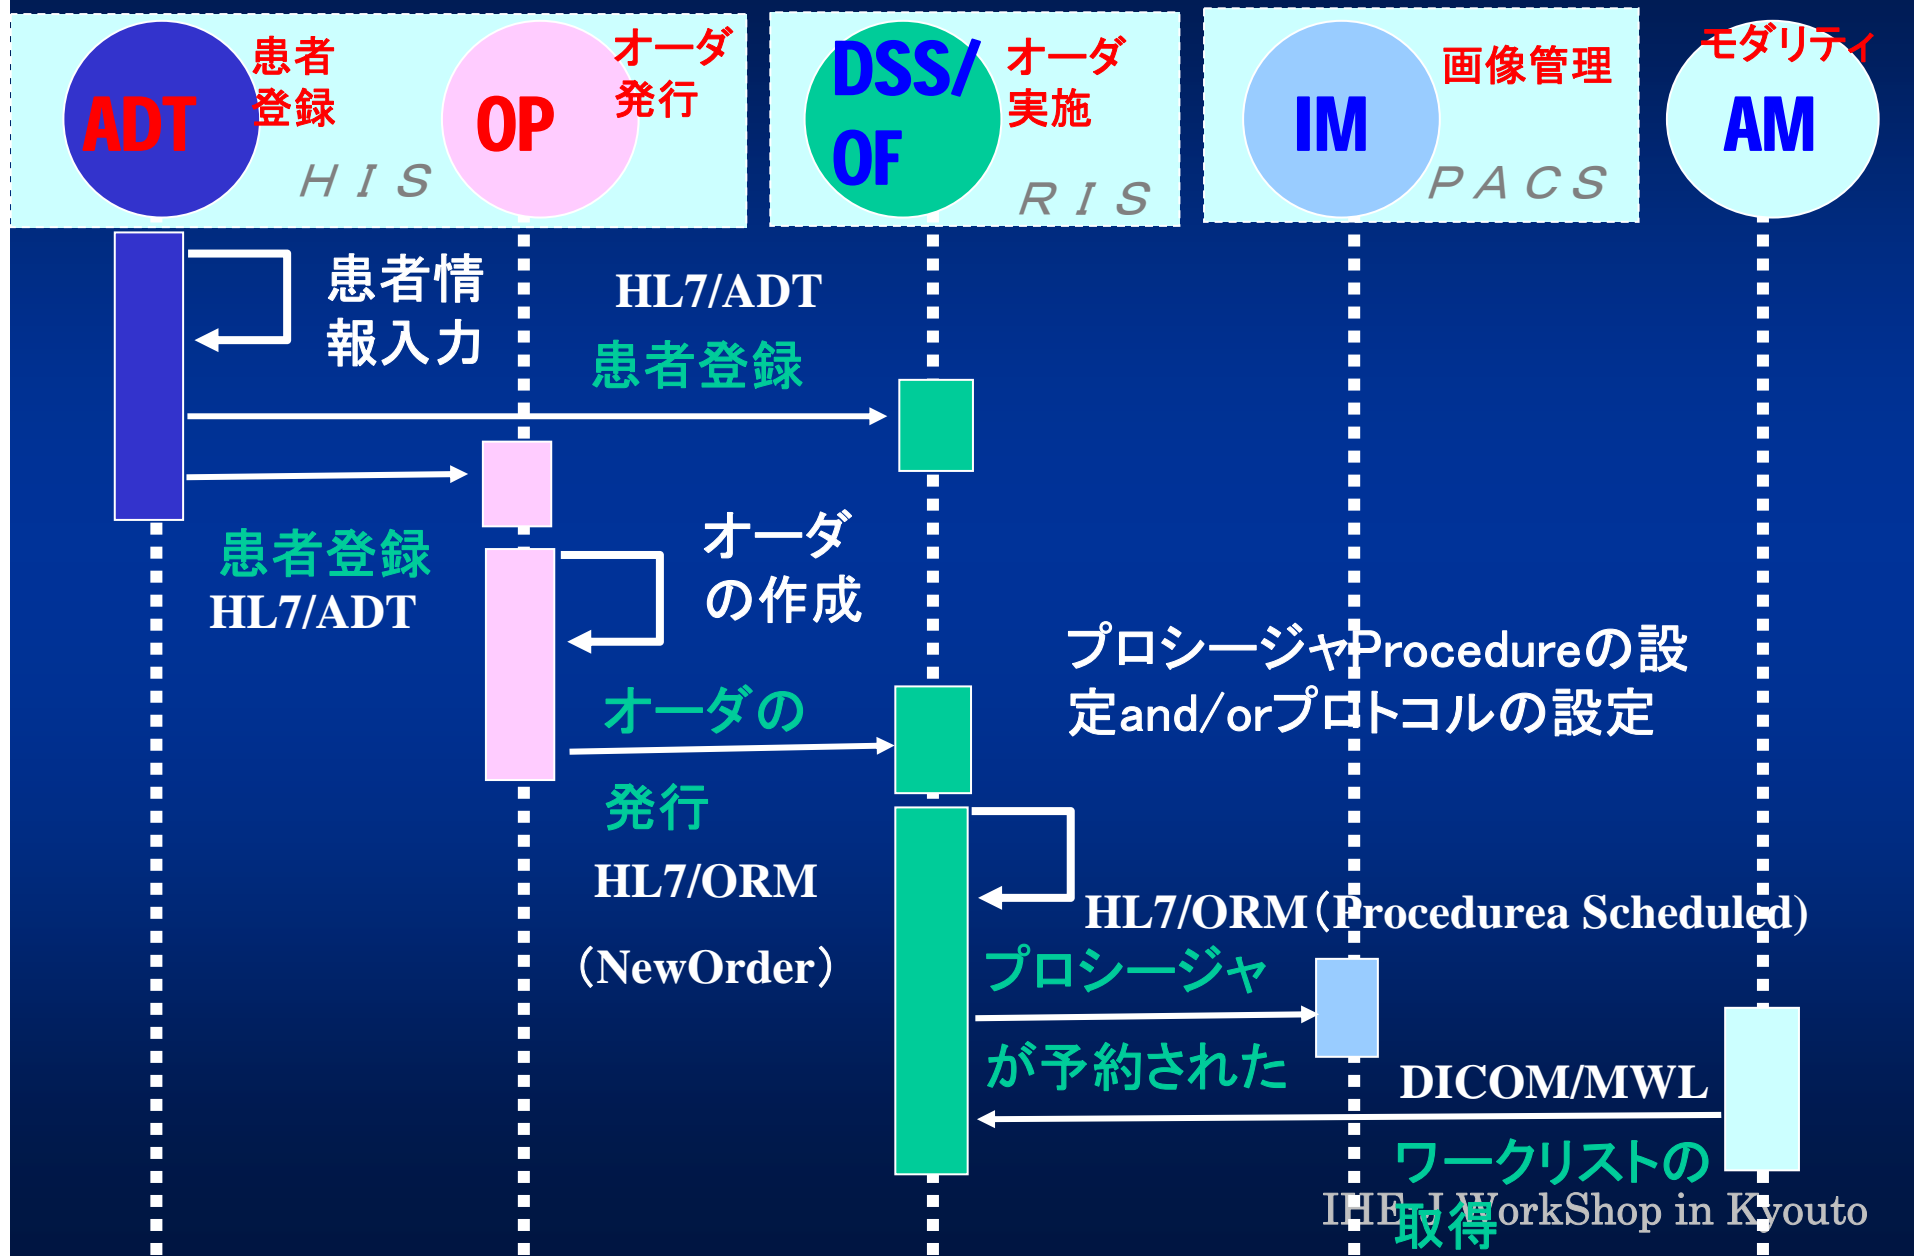 ADT
患者
登録
ＨＩＳ
OP
オーダ
発行
DSS/
OF
オーダ
実施
ＲＩＳ
IM
画像管理
ＰＡＣＳ
モダリティ
AM
患者情
報入力
HL7/ADT
患者登録
患者登録
HL7/ADT
オーダ
の作成
プロシージャProcedureの設
定and/orプロトコルの設定
オーダの
発行
HL7/ORM
（NewOrder）
HL7/ORM（Procedurea Scheduled)
プロシージャ
が予約された
DICOM/MWL
ワークリストの
取得
IHE-J WorkShop in Kyouto